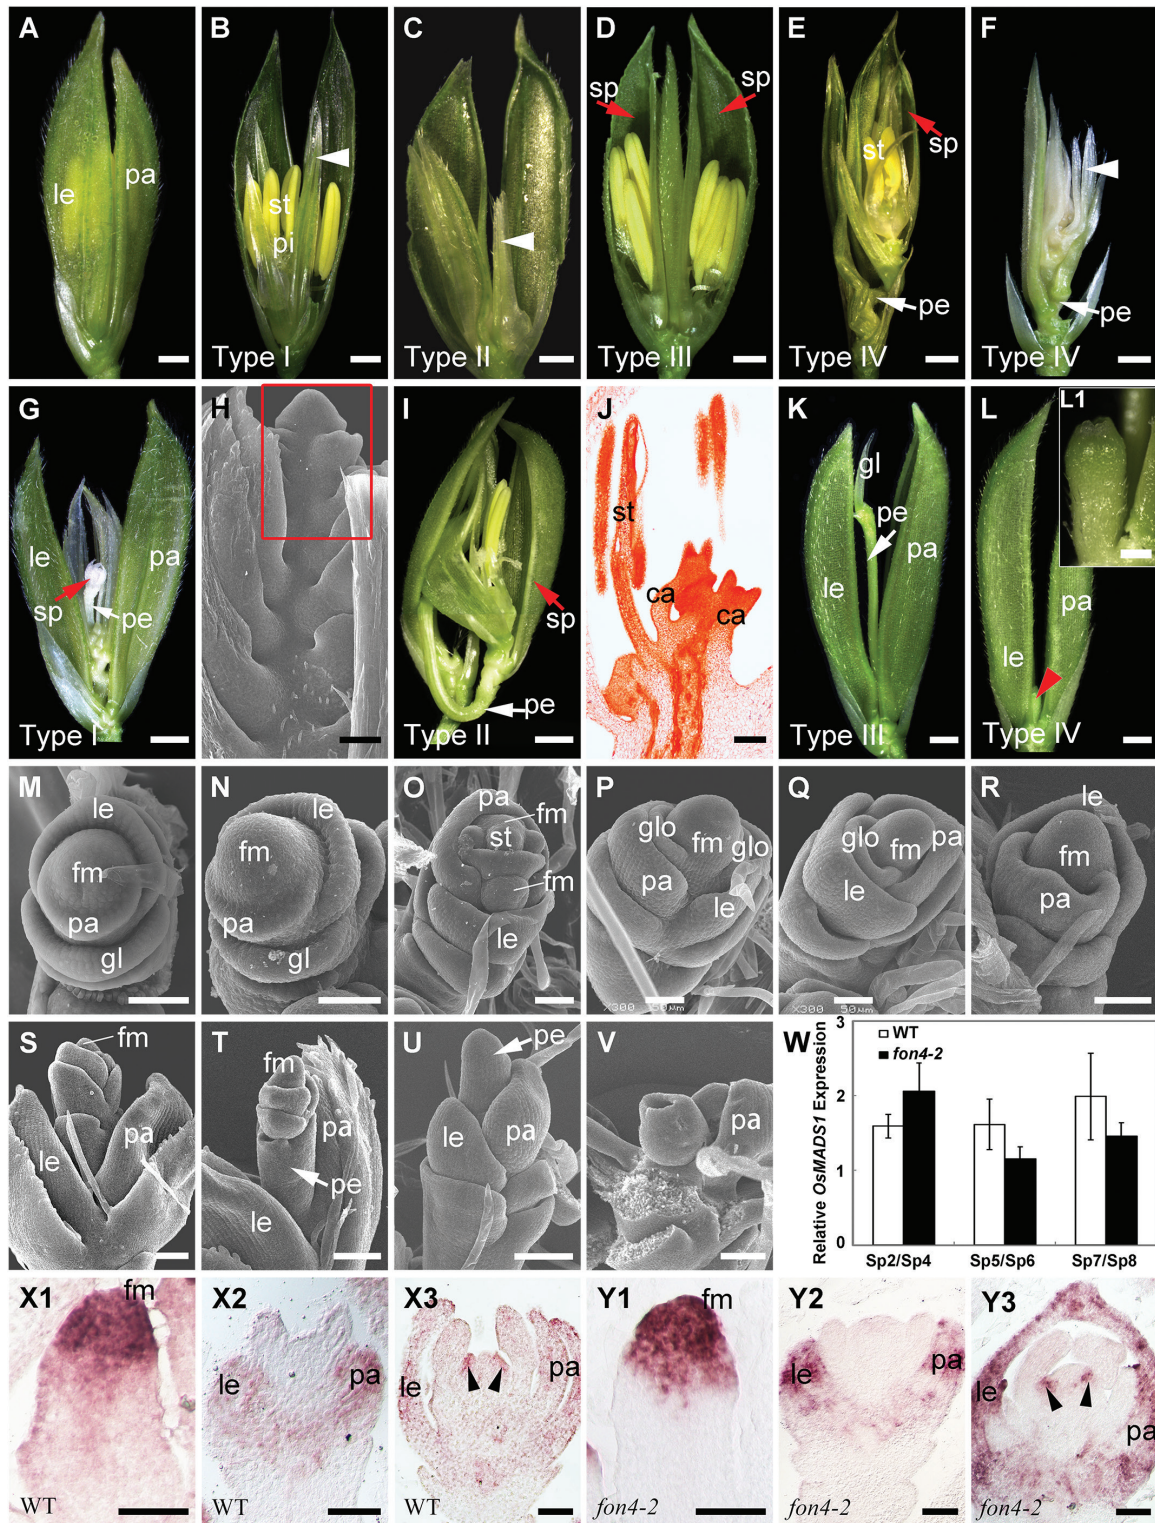 A
le
pa
B
st
pi
Type I
C
Type II
D
sp
sp
Type III
E
st
sp
pe
Type IV
F
pe
Type IV
G
le
pa
sp
pe
Type I
H
I
sp
pe
Type II
J
st
ca
ca
K
gl
pe
le
pa
Type III
L
L1
pa
le
Type IV
M
le
fm
pa
gl
N
le
fm
pa
gl
O
pa
fm
st
fm
le
P
glo
fm
glo
pa
le
X300 50μm
Q
glo
fm
pa
le
X300 50μm
R
le
fm
pa
S
fm
pa
le
T
fm
pa
pe
le
U
pe
le
pa
V
pa
W
Relative OsMADS1 Expression
3
2
1
0
WT
fon4-2
Sp2/Sp4 Sp5/Sp6 Sp7/Sp8
X1
fm
WT
X2
le
pa
WT
X3
le
pa
WT
Y1
fm
fon4-2
Y2
le
pa
fon4-2
Y3
le
pa
fon4-2